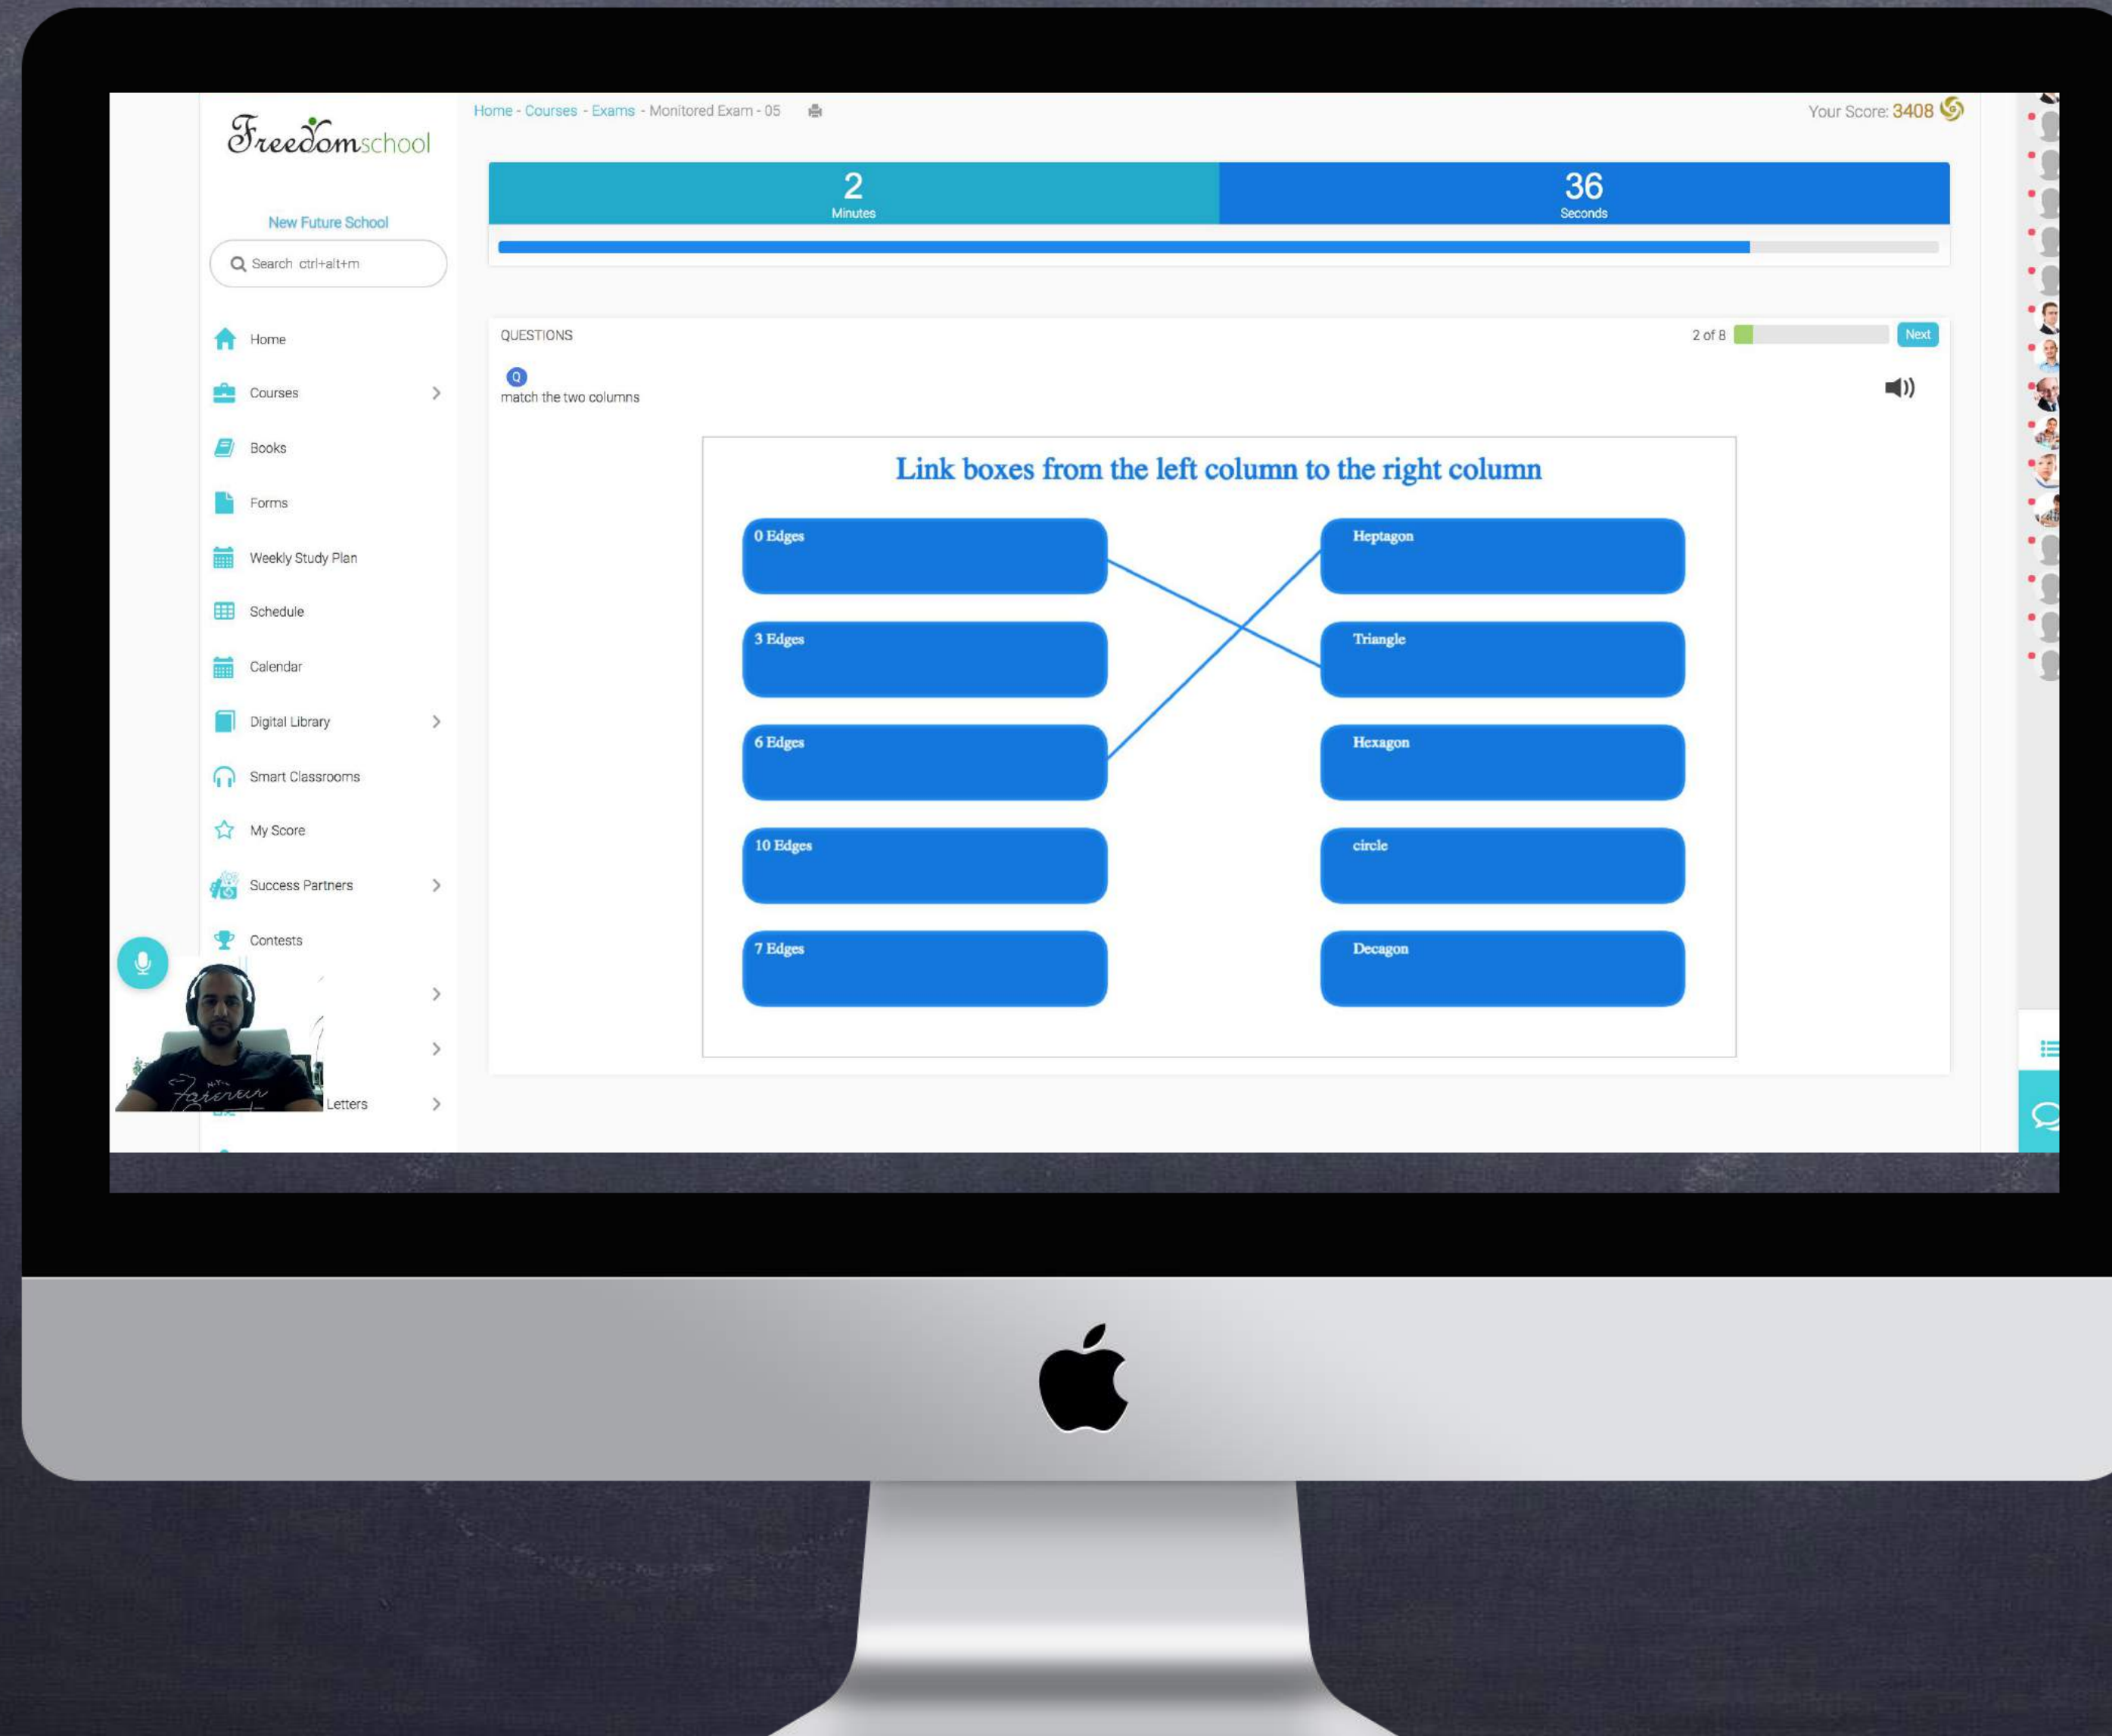 Freedomschool
Home - Courses - Exams - Monitored Exam - 05
Your Score: 3408
New Future School
Search ctrl+alt+m
2
Minutes
36
Seconds
Home
Courses
Books
Forms
Weekly Study Plan
Schedule
Calendar
Digital Library
Smart Classrooms
My Score
Success Partners
Contests
Letters
QUESTIONS
2 of 8
Next
Q
match the two columns
Link boxes from the left column to the right column
0 Edges
Heptagon
3 Edges
Triangle
6 Edges
Hexagon
10 Edges
circle
7 Edges
Decagon